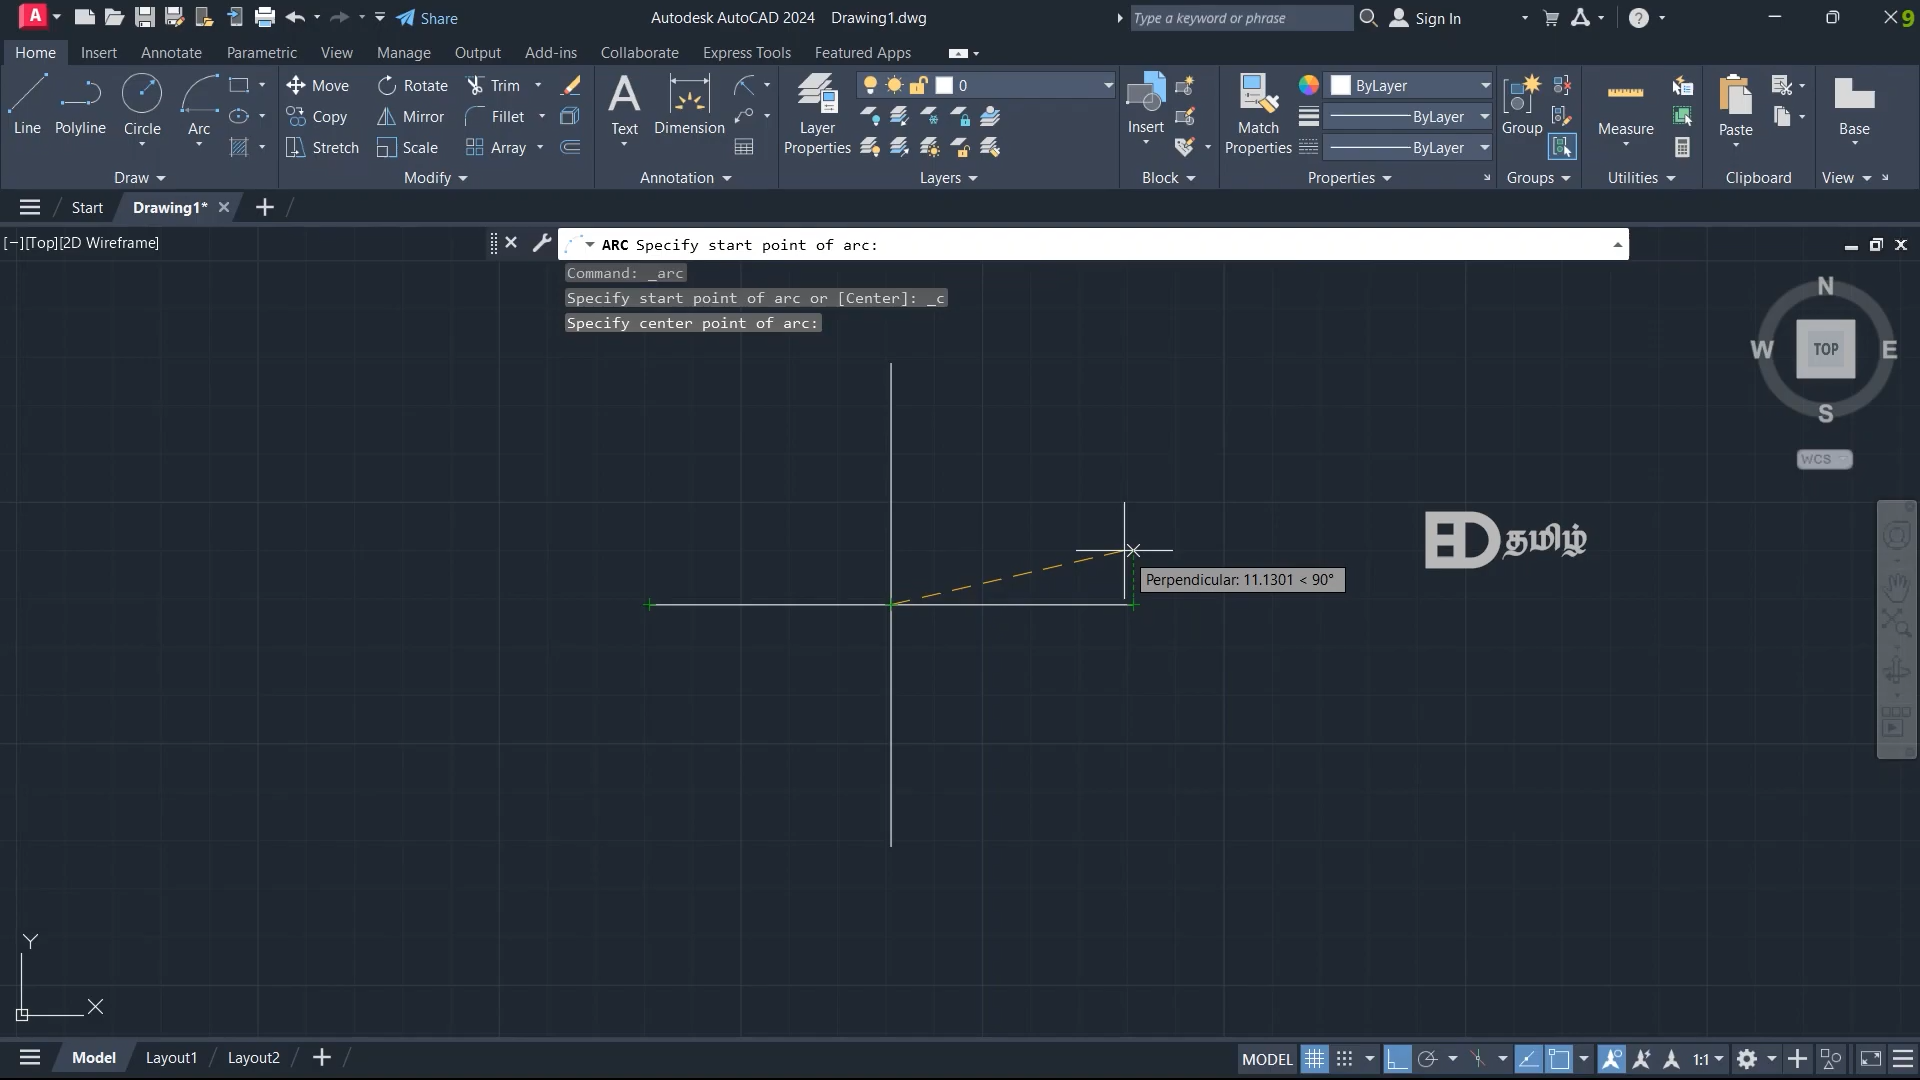 Share
Autodesk AutoCAD 2024 Drawing1.dwg
Type a keyword or phrase
Sign In
9
Home Insert Annotate Parametric View Manage Output Add-ins Collaborate Express Tools Featured Apps
Line Polyline Circle Arc
Move Rotate Trim
Copy Mirror Fillet
Stretch Scale Array
Text Dimension
Layer Properties
0
Insert
Match Properties
ByLayer
ByLayer
ByLayer
Group
Measure
Paste
Base
Draw Modify Annotation Layers Block Properties Groups Utilities Clipboard View
Start Drawing1*
[−][Top][2D Wireframe]
ARC Specify start point of arc:
Command: _arc
Specify start point of arc or [Center]: _c
Specify center point of arc:
N
W TOP E
S
WCS
ED தமிழ்
Perpendicular: 11.1301 < 90°
Y
X
Model Layout1 Layout2
MODEL 1:1